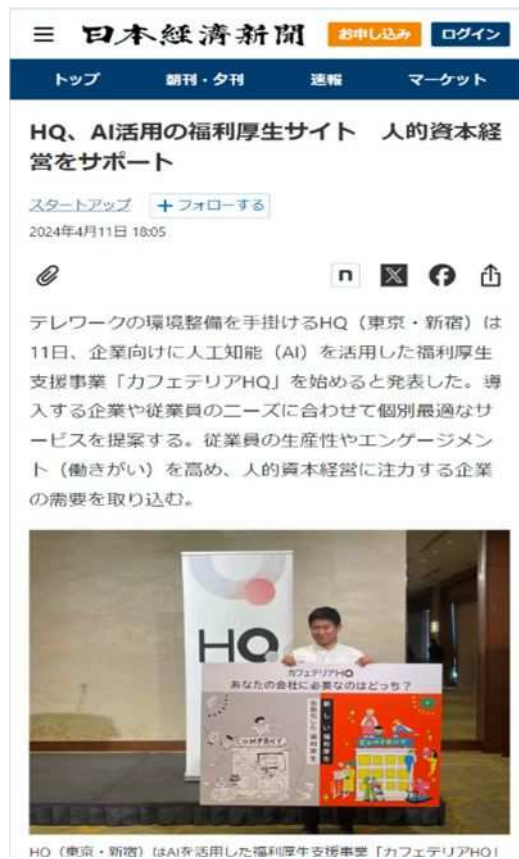 日本経済新聞 お申し込み ログイン
トップ 朝刊・夕刊 速報 マーケット
HQ、AI活用の福利厚生サイト 人的資本経
営をサポート
スタートアップ +フォローする
2024年4月11日 18:05
テレワークの環境整備を手掛けるHQ(東京・新宿)は
11日、企業向けに人工知能(AI)を活用した福利厚生
支援事業「カフェテリアHQ」を始めると発表した。導
入する企業や従業員のニーズに合わせて個別最適なサ
ービスを提案する。従業員の生産性やエンゲージメン
ト(働きがい)を高め、人的資本経営に注力する企業
の需要を取り込む。
HQ
カフェテリアHQ
あなたの会社に必要なのはどっち?
新しい福利厚生
COMPANY
COMPANY
HQ(東京・新宿)はAIを活用した福利厚生支援事業「カフェテリアHQ」